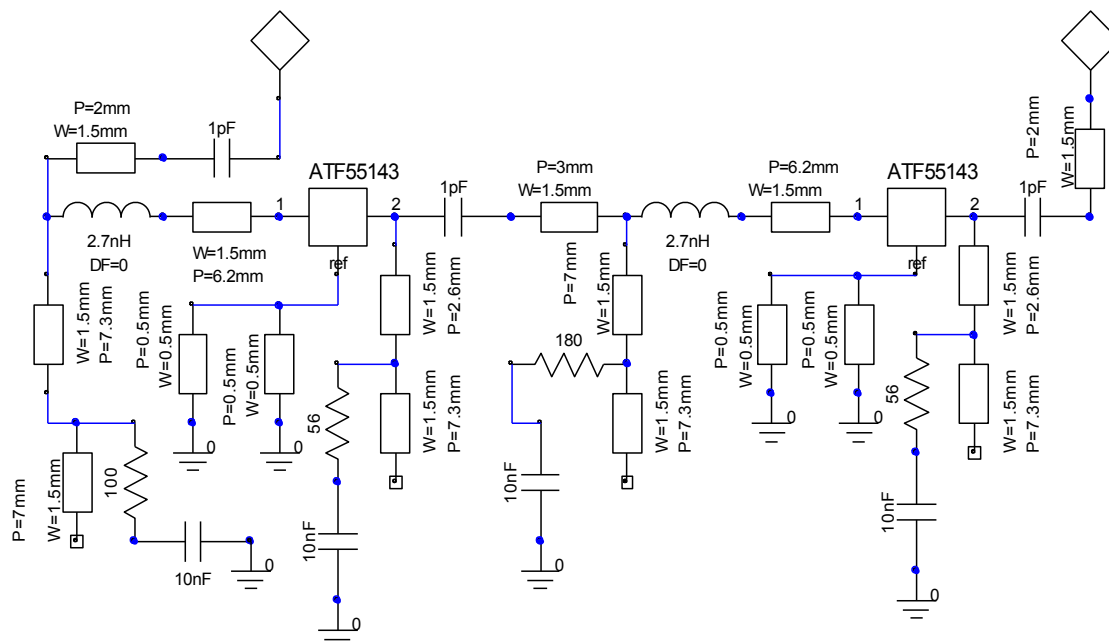 P=2mm
W=1.5mm
1pF
ATF55143
1
2
ref
2.7nH
DF=0
W=1.5mm
P=6.2mm
1pF
P=3mm
W=1.5mm
P=6.2mm
W=1.5mm
2.7nH
DF=0
ATF55143
1
2
ref
1pF
P=2mm
W=1.5mm
W=1.5mm
P=7.3mm
P=0.5mm
W=0.5mm
0
P=0.5mm
W=0.5mm
0
W=1.5mm
P=2.6mm
56
W=1.5mm
P=7.3mm
10nF
0
P=7mm
W=1.5mm
100
10nF
0
P=7mm
W=1.5mm
180
W=1.5mm
P=7.3mm
10nF
0
P=0.5mm
W=0.5mm
0
P=0.5mm
W=0.5mm
0
W=1.5mm
P=2.6mm
56
W=1.5mm
P=7.3mm
10nF
0